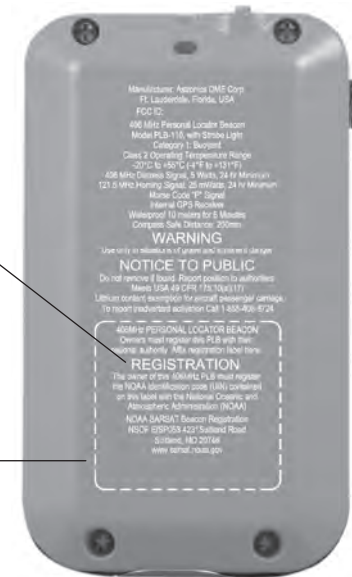 Manufacturer: Astronics DME Corp
Ft. Lauderdale, Florida, USA
FCC ID:
406 MHz Personal Locator Beacon
Model PLB-110, with Strobe Light
Category 1: Buoyant
Class 2 Operating Temperature Range
-20°C to +55°C (-4°F to +131°F)
406 MHz Distress Signal, 5 Watts, 24 hr Minimum
121.5 MHz Homing Signal, 25 mWatts, 24 hr Minimum
Morse Code "P" Signal
Internal GPS Receiver
Waterproof 10 meters for 5 Minutes
Compass Safe Distance: 200mm
WARNING
Use only in situations of grave and imminent danger
NOTICE TO PUBLIC
Do not remove if found. Report position to authorities
Meets USA 49 CFR
Lithium content exemption for aircraft passenger carriage.
To report inadvertent activation Call
406MHz PERSONAL LOCATOR BEACON
Owners must register this PLB with their
national authority. Affix registration label here.
REGISTRATION
The owner of this 406MHz PLB must register
the NOAA identification code (UIN) contained
on this label with the National Oceanic and
Atmospheric Administration (NOAA)
NOAA SARSAT Beacon Registration
NSOF, E/SP3 4231 Suitland Road
Suitland, MD 20746
www.sarsat.noaa.gov